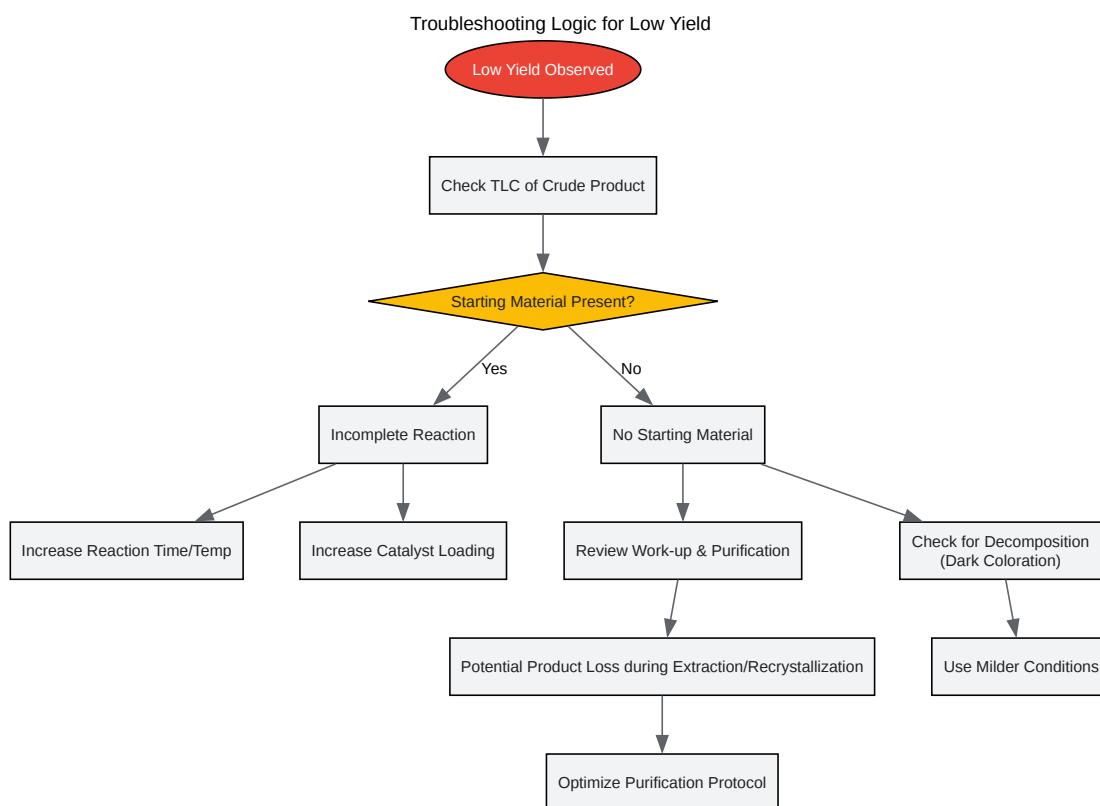 Troubleshooting Logic for Low Yield
Low Yield Observed
Check TLC of Crude Product
Starting Material Present?
Yes
No
Incomplete Reaction
No Starting Material
Increase Reaction Time/Temp
Increase Catalyst Loading
Review Work-up & Purification
Check for Decomposition
(Dark Coloration)
Potential Product Loss during Extraction/Recrystallization
Use Milder Conditions
Optimize Purification Protocol